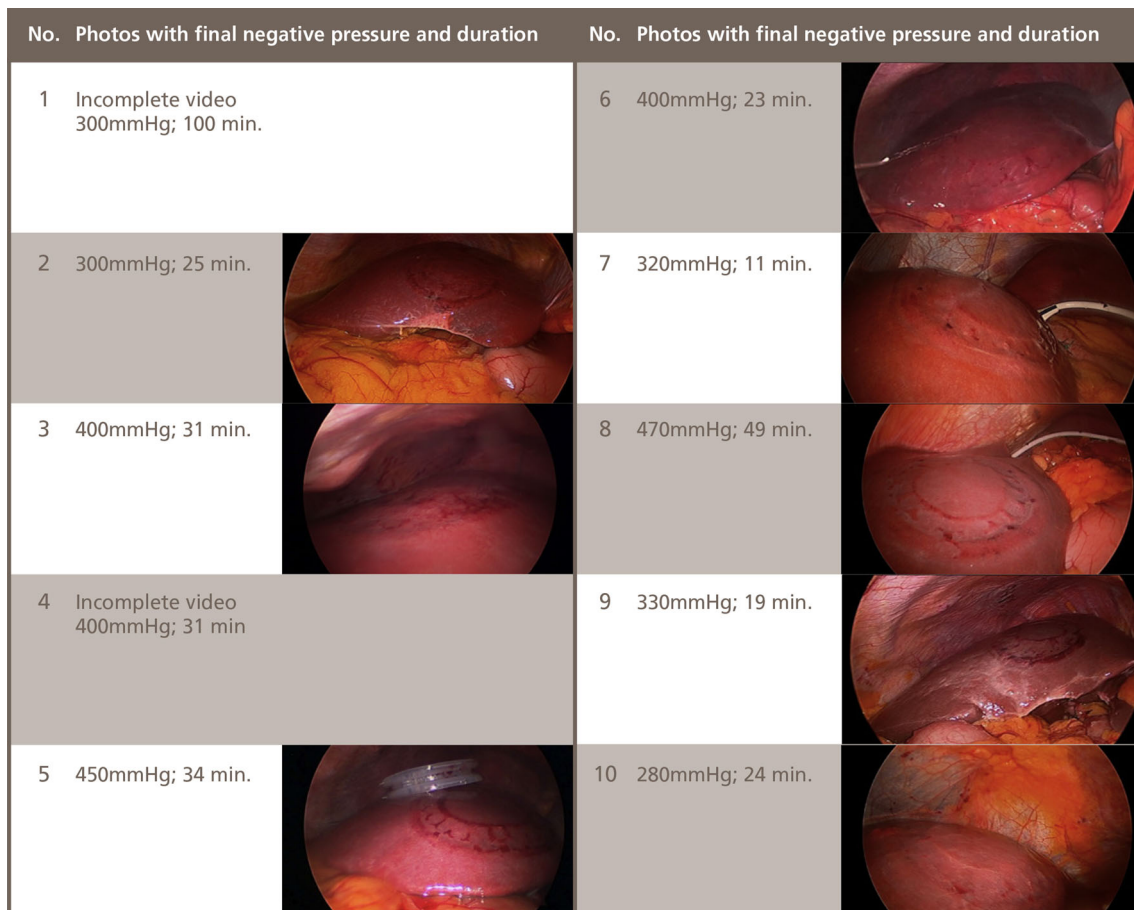 No. Photos with final negative pressure and duration
1 Incomplete video
300mmHg; 100 min.
2 300mmHg; 25 min.
3 400mmHg; 31 min.
4 Incomplete video
400mmHg; 31 min
5 450mmHg; 34 min.
No. Photos with final negative pressure and duration
6 400mmHg; 23 min.
7 320mmHg; 11 min.
8 470mmHg; 49 min.
9 330mmHg; 19 min.
10 280mmHg; 24 min.